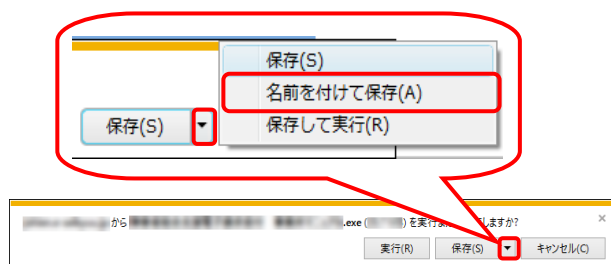 保存(S)
名前を付けて保存(A)
保存(S)
保存して実行(R)
から .exe ( ) を実行 しますか?
×
実行(R) 保存(S) キャンセル(C)